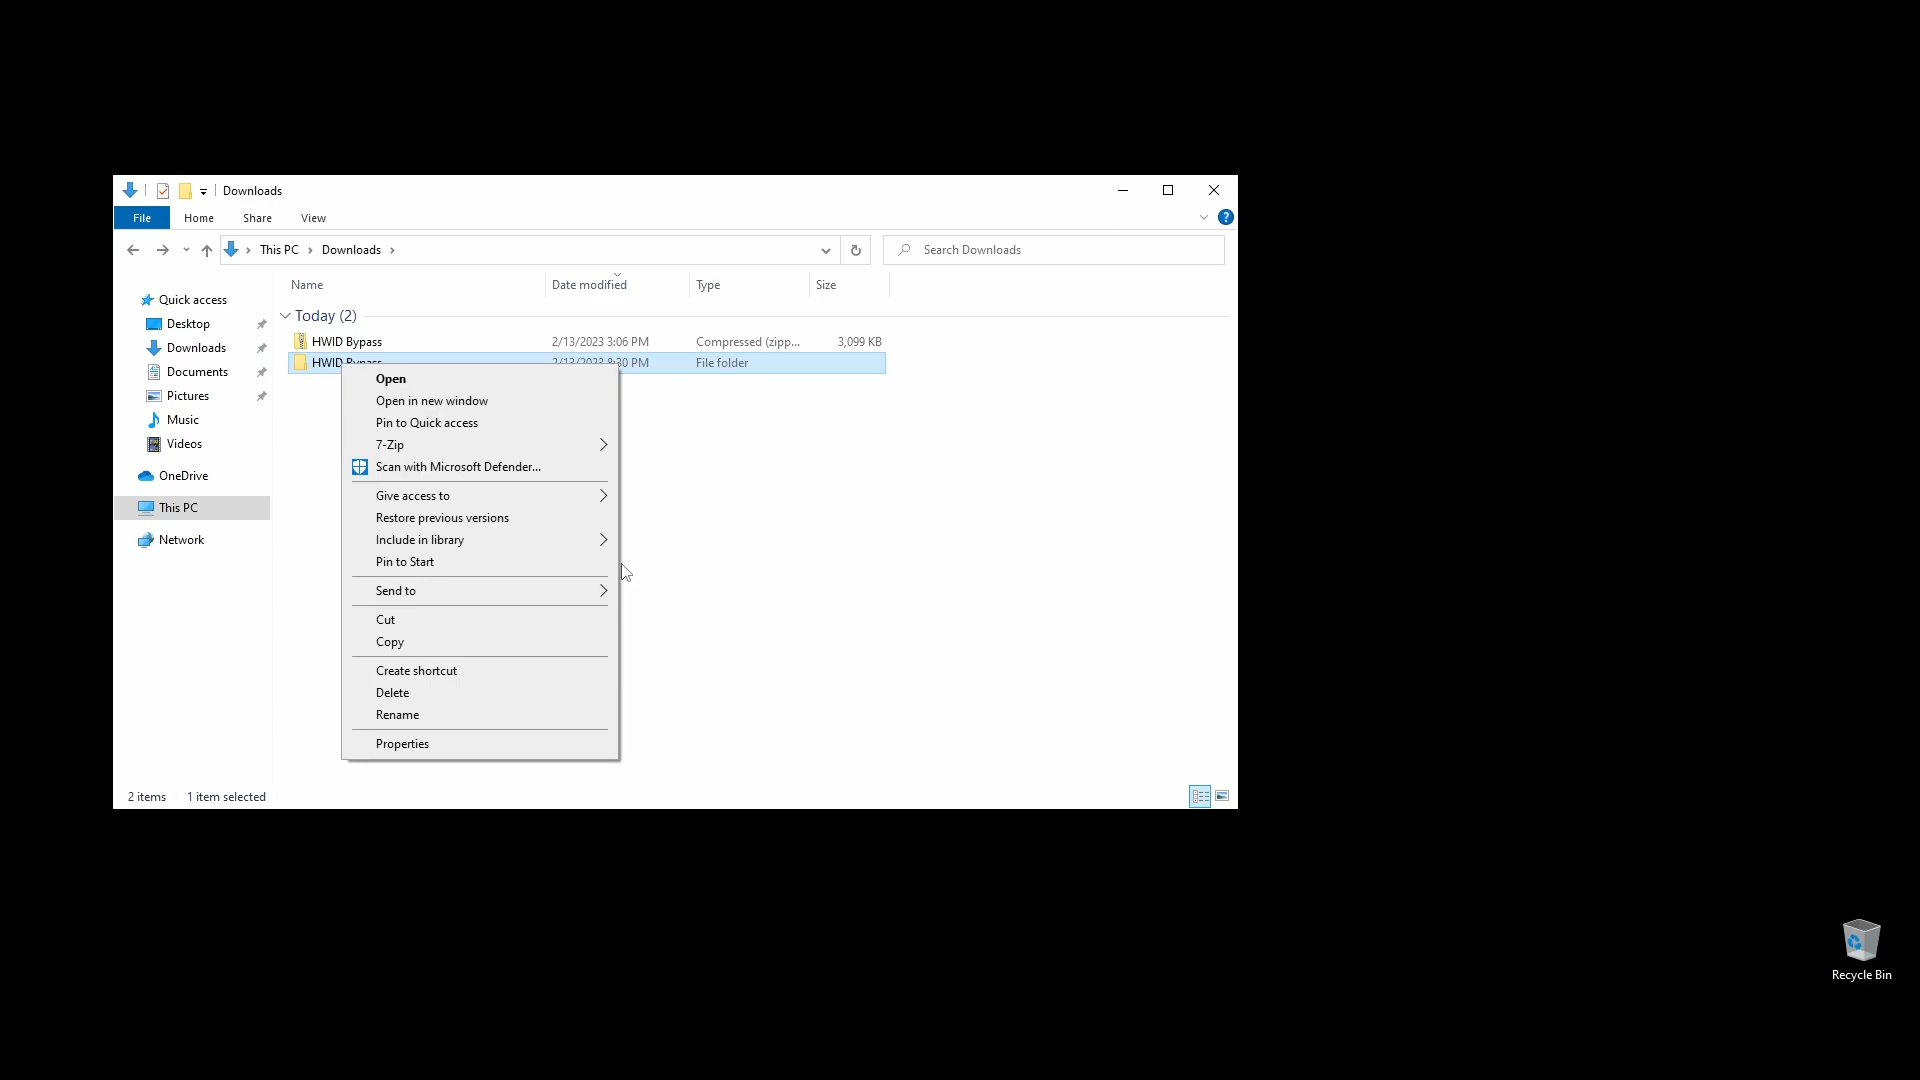 Downloads
File Home Share View
This PC Downloads
Search Downloads
Name Date modified Type Size
Quick access
Desktop
Downloads
Documents
Pictures
Music
Videos
OneDrive
This PC
Network
Today (2)
HWID Bypass 2/13/2023 3:06 PM Compressed (zipp... 3,099 KB
HWID Bypass 2/13/2023 8:30 PM File folder
Open
Open in new window
Pin to Quick access
7-Zip
Scan with Microsoft Defender...
Give access to
Restore previous versions
Include in library
Pin to Start
Send to
Cut
Copy
Create shortcut
Delete
Rename
Properties
2 items 1 item selected
Recycle Bin